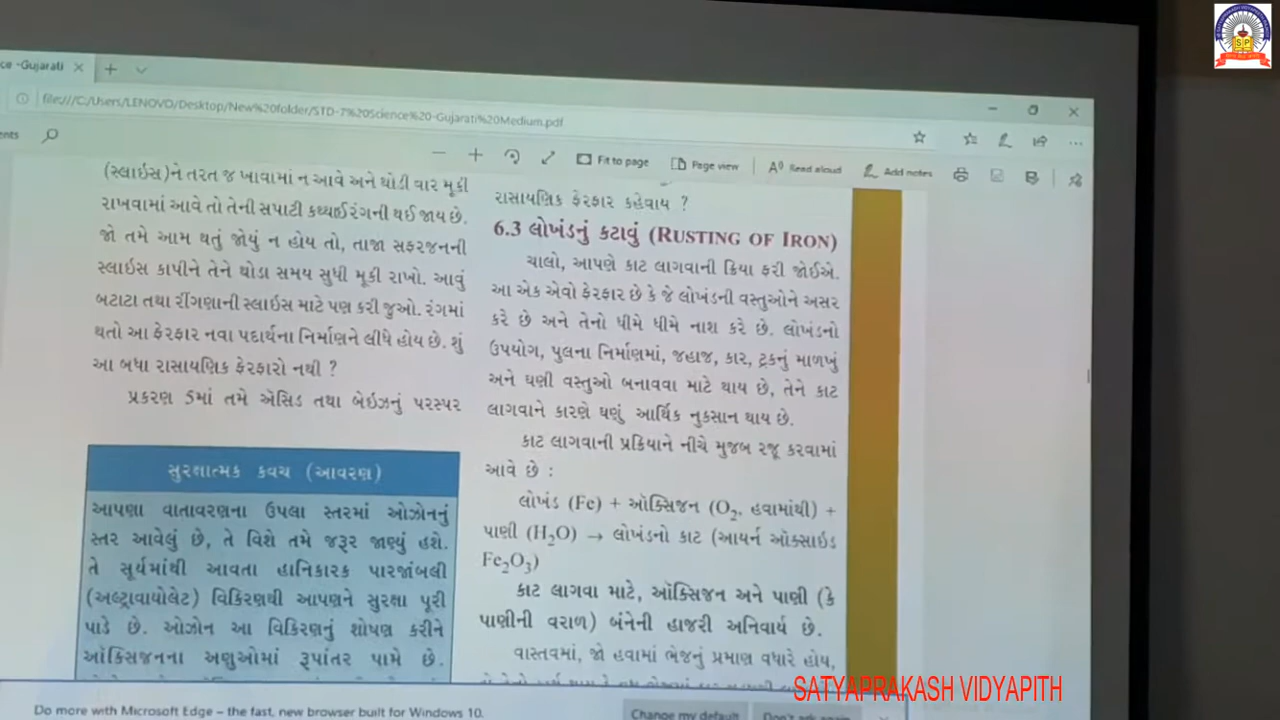 ce -Gujarati
file:///C:/Users/LENOVO/Desktop/New%20folder/STD-7%20Science%20-Gujarati%20Medium.pdf
ents
Fit to page
Page view
Read aloud
Add notes
(સ્લાઇસ)ને તરત જ ખાવામાં ન આવે અને થોડી વાર મૂકી
રાખવામાં આવે તો તેની સપાટી કથ્થાઈ રંગની થઈ જાય છે.
જો તમે આમ થતું જોયું ન હોય તો, તાજા સફરજનની
સ્લાઇસ કાપીને તેને થોડા સમય સુધી મૂકી રાખો. આવું
બટાટા તથા રીંગણાની સ્લાઇસ માટે પણ કરી જુઓ. રંગમાં
થતો આ ફેરફાર નવા પદાર્થના નિર્માણને લીધે હોય છે. શું
આ બધા રાસાયણિક ફેરફારો નથી ?
પ્રકરણ 5માં તમે ઍસિડ તથા બેઇઝનું પરસ્પર
સુરક્ષાત્મક કવચ (આવરણ)
આપણા વાતાવરણના ઉપલા સ્તરમાં ઓઝોનનું
સ્તર આવેલું છે, તે વિશે તમે જરૂર જાણ્યું હશે.
તે સૂર્યમાંથી આવતા હાનિકારક પારજાંબલી
(અલ્ટ્રાવાયોલેટ) વિકિરણથી આપણને સુરક્ષા પૂરી
પાડે છે. ઓઝોન આ વિકિરણનું શોષણ કરીને
ઑક્સિજનના અણુઓમાં રૂપાંતર પામે છે.
રાસાયણિક ફેરફાર કહેવાય ?
6.3 લોખંડનું કટાવું (RUSTING OF IRON)
ચાલો, આપણે કાટ લાગવાની ક્રિયા ફરી જોઈએ.
આ એક એવો ફેરફાર છે કે જે લોખંડની વસ્તુઓને અસર
કરે છે અને તેનો ધીમે ધીમે નાશ કરે છે. લોખંડનો
ઉપયોગ, પુલના નિર્માણમાં, જહાજ, કાર, ટ્રકનું માળખું
અને ઘણી વસ્તુઓ બનાવવા માટે થાય છે, તેને કાટ
લાગવાને કારણે ઘણું આર્થિક નુકસાન થાય છે.
કાટ લાગવાની પ્રક્રિયાને નીચે મુજબ રજૂ કરવામાં
આવે છે :
લોખંડ (Fe) + ઑક્સિજન (O₂, હવામાંથી) +
પાણી (H₂O) → લોખંડનો કાટ (આયર્ન ઑક્સાઇડ
Fe₂O₃)
કાટ લાગવા માટે, ઑક્સિજન અને પાણી (કે
પાણીની વરાળ) બંનેની હાજરી અનિવાર્ય છે.
વાસ્તવમાં, જો હવામાં ભેજનું પ્રમાણ વધારે હોય,
SATYAPRAKASH VIDYAPITH
Do more with Microsoft Edge – the fast, new browser built for Windows 10.
Change my default
Don't ask again